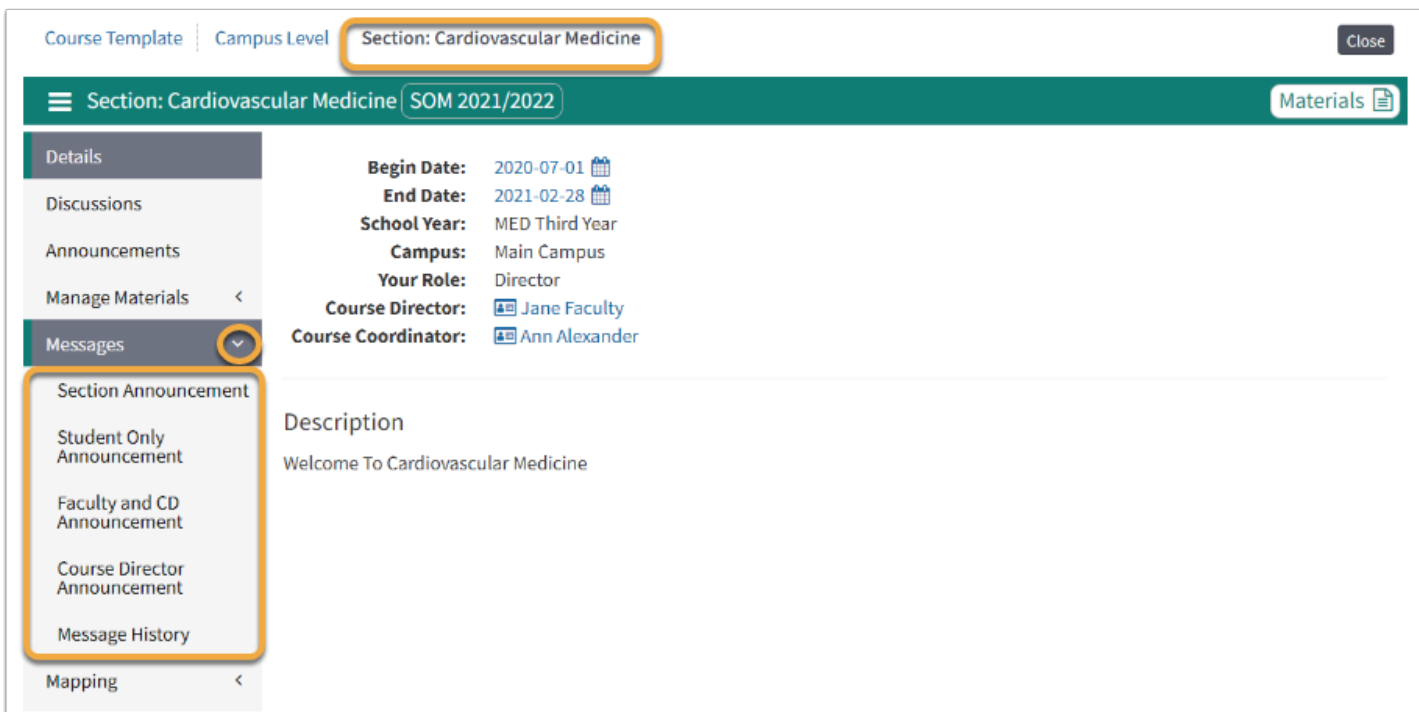 Course Template
Campus Level
Section: Cardiovascular Medicine
Close
Section: Cardiovascular Medicine SOM 2021/2022
Materials
Details
Discussions
Announcements
Manage Materials
Messages
Section Announcement
Student Only
Announcement
Faculty and CD
Announcement
Course Director
Announcement
Message History
Mapping
Begin Date: 2020-07-01
End Date: 2021-02-28
School Year: MED Third Year
Campus: Main Campus
Your Role: Director
Course Director: Jane Faculty
Course Coordinator: Ann Alexander
Description
Welcome To Cardiovascular Medicine